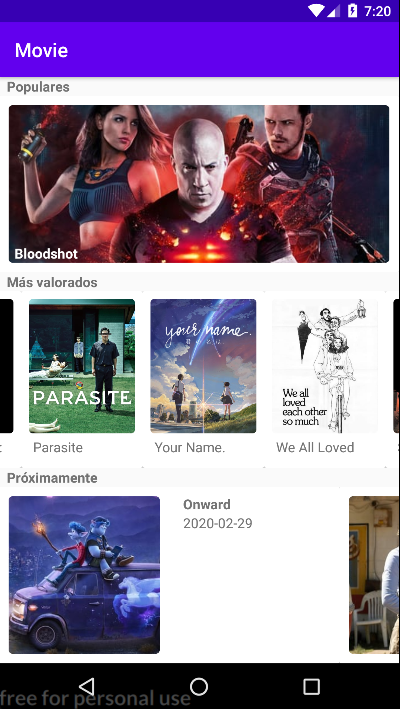 7:20
Movie
Populares
Bloodshot
Más valorados
PARASITE
your name.
We all
loved
each other
so much
Parasite
Your Name.
We All Loved
Próximamente
Onward
2020-02-29
free for personal use